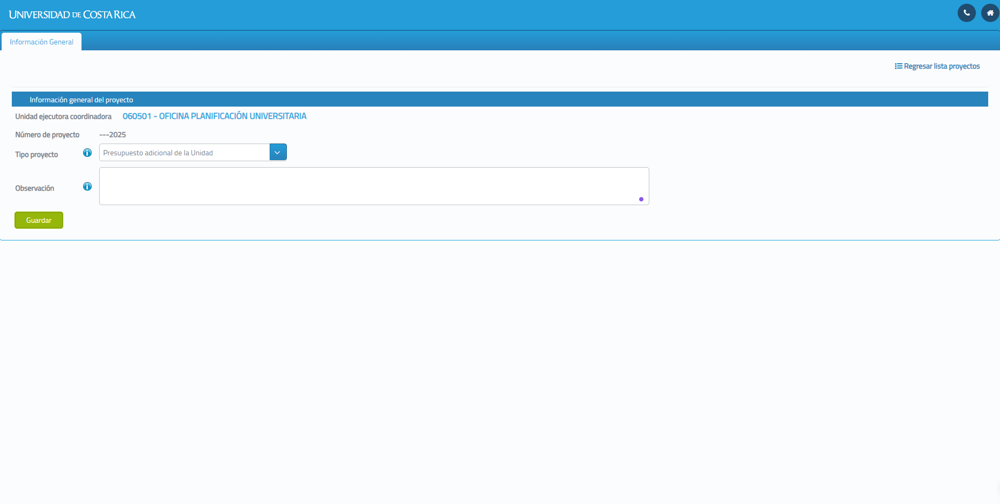 UNIVERSIDAD DE COSTA RICA
Información General
Regresar lista proyectos
Información general del proyecto
Unidad ejecutora coordinadora 060501 - OFICINA PLANIFICACIÓN UNIVERSITARIA
Número de proyecto ---2025
Tipo proyecto Presupuesto adicional de la Unidad
Observación
Guardar